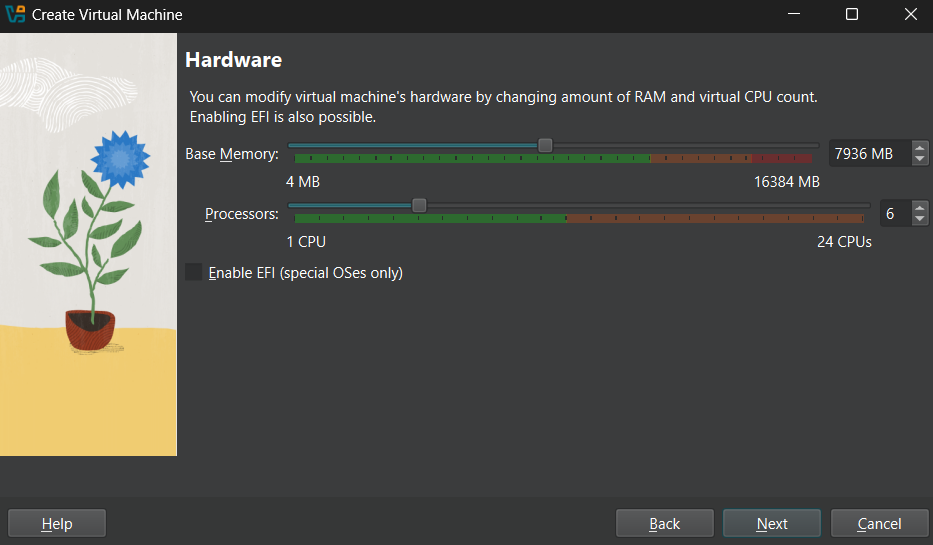 Create Virtual Machine
Hardware
You can modify virtual machine's hardware by changing amount of RAM and virtual CPU count.
Enabling EFI is also possible.
Base Memory:
7936 MB
4 MB
16384 MB
Processors:
6
1 CPU
24 CPUs
Enable EFI (special OSes only)
Help
Back
Next
Cancel